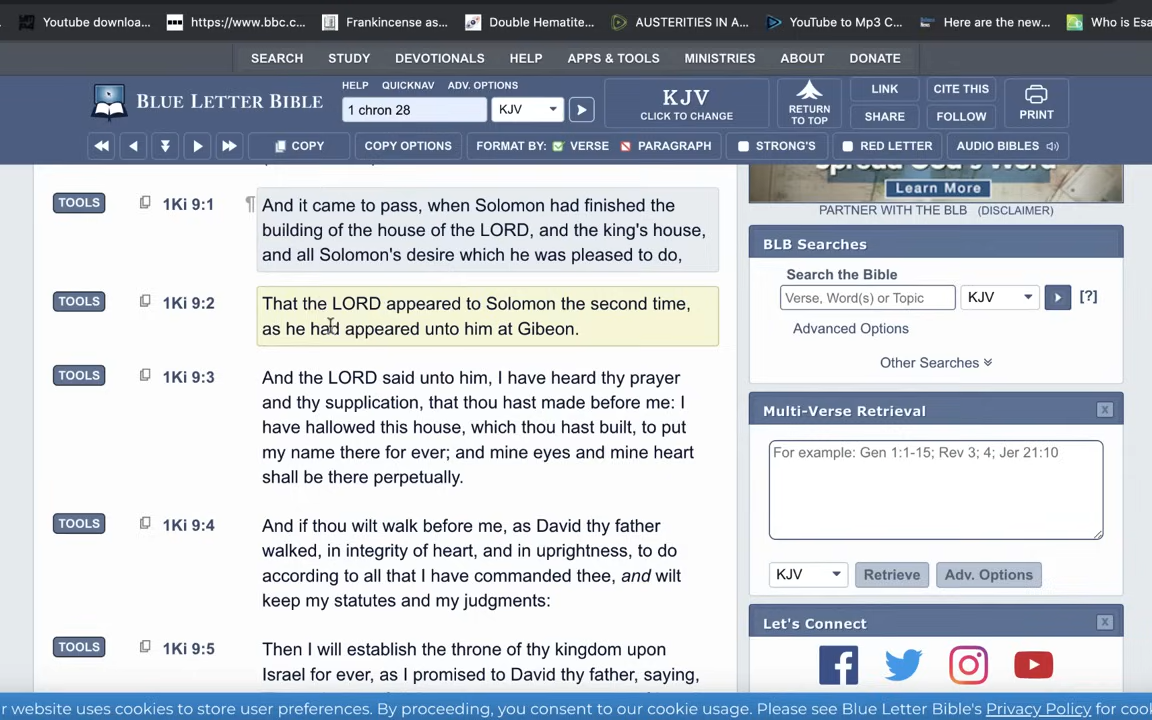 Youtube downloa...
https://www.bbc.c...
Frankincense as...
Double Hematite...
AUSTERITIES IN A...
YouTube to Mp3 C...
Here are the new...
Who is Esa
SEARCH STUDY DEVOTIONALS HELP APPS & TOOLS MINISTRIES ABOUT DONATE
BLUE LETTER BIBLE
HELP QUICKNAV ADV. OPTIONS
1 chron 28 KJV
KJV
CLICK TO CHANGE
RETURN
TO TOP
LINK CITE THIS
SHARE FOLLOW
PRINT
COPY COPY OPTIONS FORMAT BY: VERSE PARAGRAPH STRONG'S RED LETTER AUDIO BIBLES
TOOLS 1Ki 9:1 ¶ And it came to pass, when Solomon had finished the
building of the house of the LORD, and the king's house,
and all Solomon's desire which he was pleased to do,
TOOLS 1Ki 9:2 That the LORD appeared to Solomon the second time,
as he had appeared unto him at Gibeon.
TOOLS 1Ki 9:3 And the LORD said unto him, I have heard thy prayer
and thy supplication, that thou hast made before me: I
have hallowed this house, which thou hast built, to put
my name there for ever; and mine eyes and mine heart
shall be there perpetually.
TOOLS 1Ki 9:4 And if thou wilt walk before me, as David thy father
walked, in integrity of heart, and in uprightness, to do
according to all that I have commanded thee, and wilt
keep my statutes and my judgments:
TOOLS 1Ki 9:5 Then I will establish the throne of thy kingdom upon
Israel for ever, as I promised to David thy father, saying,
Learn More
PARTNER WITH THE BLB (DISCLAIMER)
BLB Searches
Search the Bible
Verse, Word(s) or Topic KJV [?]
Advanced Options
Other Searches
Multi-Verse Retrieval X
For example: Gen 1:1-15; Rev 3; 4; Jer 21:10
KJV Retrieve Adv. Options
Let's Connect X
r website uses cookies to store user preferences. By proceeding, you consent to our cookie usage. Please see Blue Letter Bible's Privacy Policy for cook